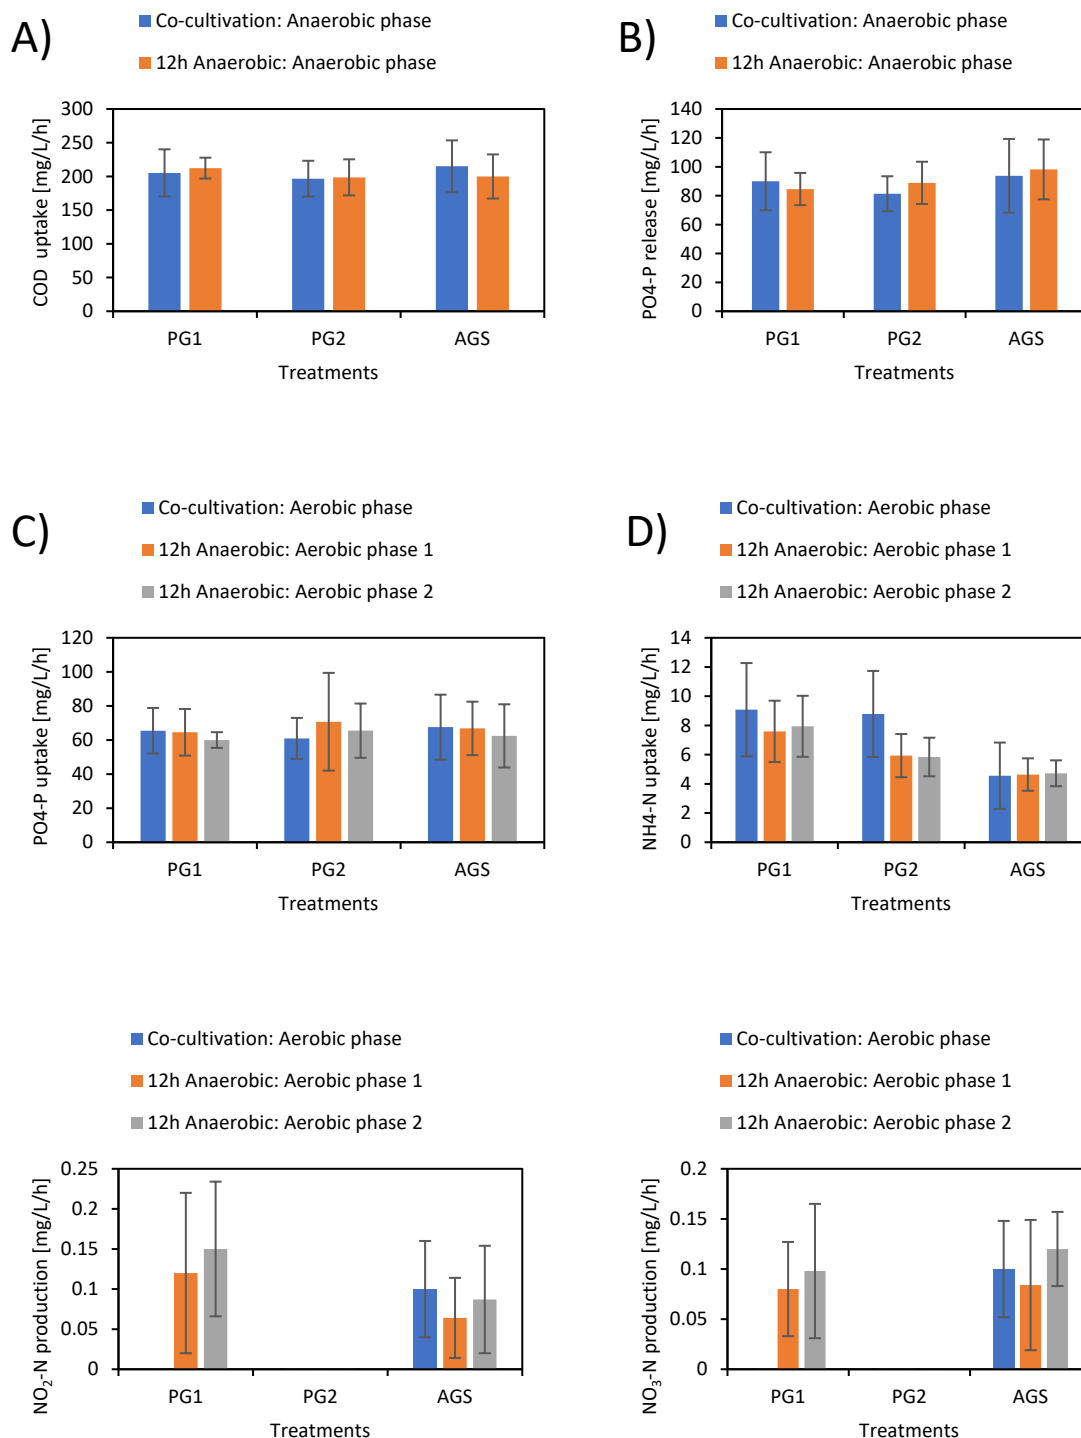 A)
Co-cultivation: Anaerobic phase
12h Anaerobic: Anaerobic phase
300
250
200
150
100
50
0
COD uptake [mg/L/h]
PG1 PG2 AGS
Treatments
B)
Co-cultivation: Anaerobic phase
12h Anaerobic: Anaerobic phase
140
120
100
80
60
40
20
0
PO4-P release [mg/L/h]
PG1 PG2 AGS
Treatments
C)
Co-cultivation: Aerobic phase
12h Anaerobic: Aerobic phase 1
12h Anaerobic: Aerobic phase 2
120
100
80
60
40
20
0
PO4-P uptake [mg/L/h]
PG1 PG2 AGS
Treatments
D)
Co-cultivation: Aerobic phase
12h Anaerobic: Aerobic phase 1
12h Anaerobic: Aerobic phase 2
14
12
10
8
6
4
2
0
NH4-N uptake [mg/L/h]
PG1 PG2 AGS
Treatments
Co-cultivation: Aerobic phase
12h Anaerobic: Aerobic phase 1
12h Anaerobic: Aerobic phase 2
0.25
0.2
0.15
0.1
0.05
0
NO₂-N production [mg/L/h]
PG1 PG2 AGS
Treatments
Co-cultivation: Aerobic phase
12h Anaerobic: Aerobic phase 1
12h Anaerobic: Aerobic phase 2
0.2
0.15
0.1
0.05
0
NO₃-N production [mg/L/h]
PG1 PG2 AGS
Treatments